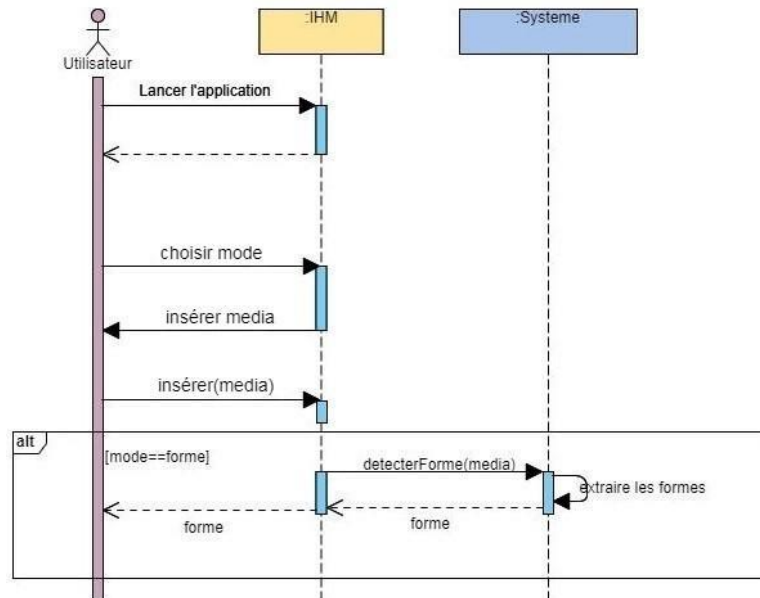 :IHM
:Systeme
Utilisateur
Lancer l'application
choisir mode
insérer media
insérer(media)
alt
[mode==forme]
detecterForme(media)
extraire les formes
forme
forme